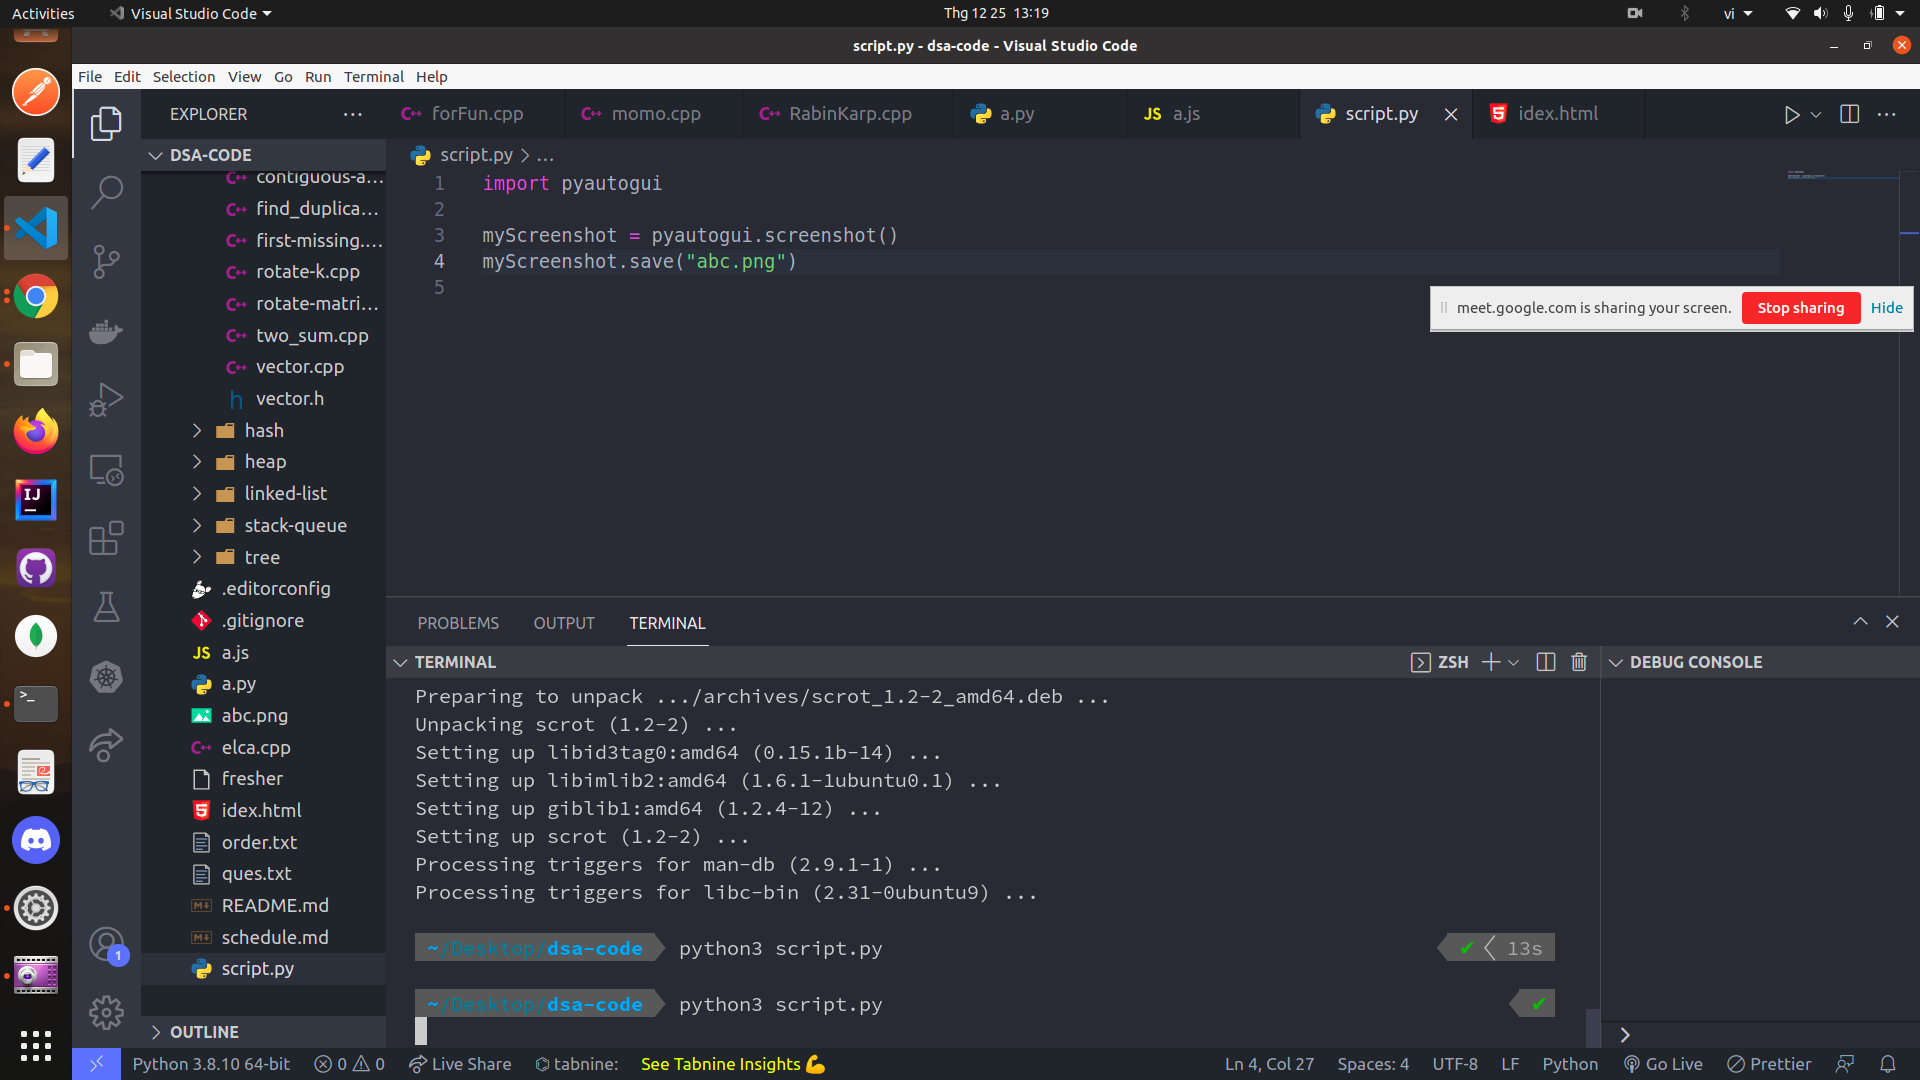 Activities
Visual Studio Code
Thg 12 25 13:19
vi
script.py - dsa-code - Visual Studio Code
File Edit Selection View Go Run Terminal Help
EXPLORER
forFun.cpp
momo.cpp
RabinKarp.cpp
a.py
JS a.js
script.py
idex.html
DSA-CODE
script.py > ...
contiguous-a...
find_duplica...
first-missing....
rotate-k.cpp
rotate-matri...
two_sum.cpp
vector.cpp
h vector.h
hash
heap
linked-list
stack-queue
tree
.editorconfig
.gitignore
JS a.js
a.py
abc.png
elca.cpp
fresher
idex.html
order.txt
ques.txt
README.md
schedule.md
script.py
OUTLINE
1 import pyautogui
2
3 myScreenshot = pyautogui.screenshot()
4 myScreenshot.save("abc.png")
5
meet.google.com is sharing your screen. Stop sharing Hide
PROBLEMS OUTPUT TERMINAL
TERMINAL
ZSH
DEBUG CONSOLE
Preparing to unpack .../archives/scrot_1.2-2_amd64.deb ...
Unpacking scrot (1.2-2) ...
Setting up libid3tag0:amd64 (0.15.1b-14) ...
Setting up libimlib2:amd64 (1.6.1-1ubuntu0.1) ...
Setting up giblib1:amd64 (1.2.4-12) ...
Setting up scrot (1.2-2) ...
Processing triggers for man-db (2.9.1-1) ...
Processing triggers for libc-bin (2.31-0ubuntu9) ...
~/Desktop/dsa-code python3 script.py ✔ 13s
~/Desktop/dsa-code python3 script.py ✔
1
Python 3.8.10 64-bit 0 0 Live Share tabnine: See Tabnine Insights 💪 Ln 4, Col 27 Spaces: 4 UTF-8 LF Python Go Live Prettier